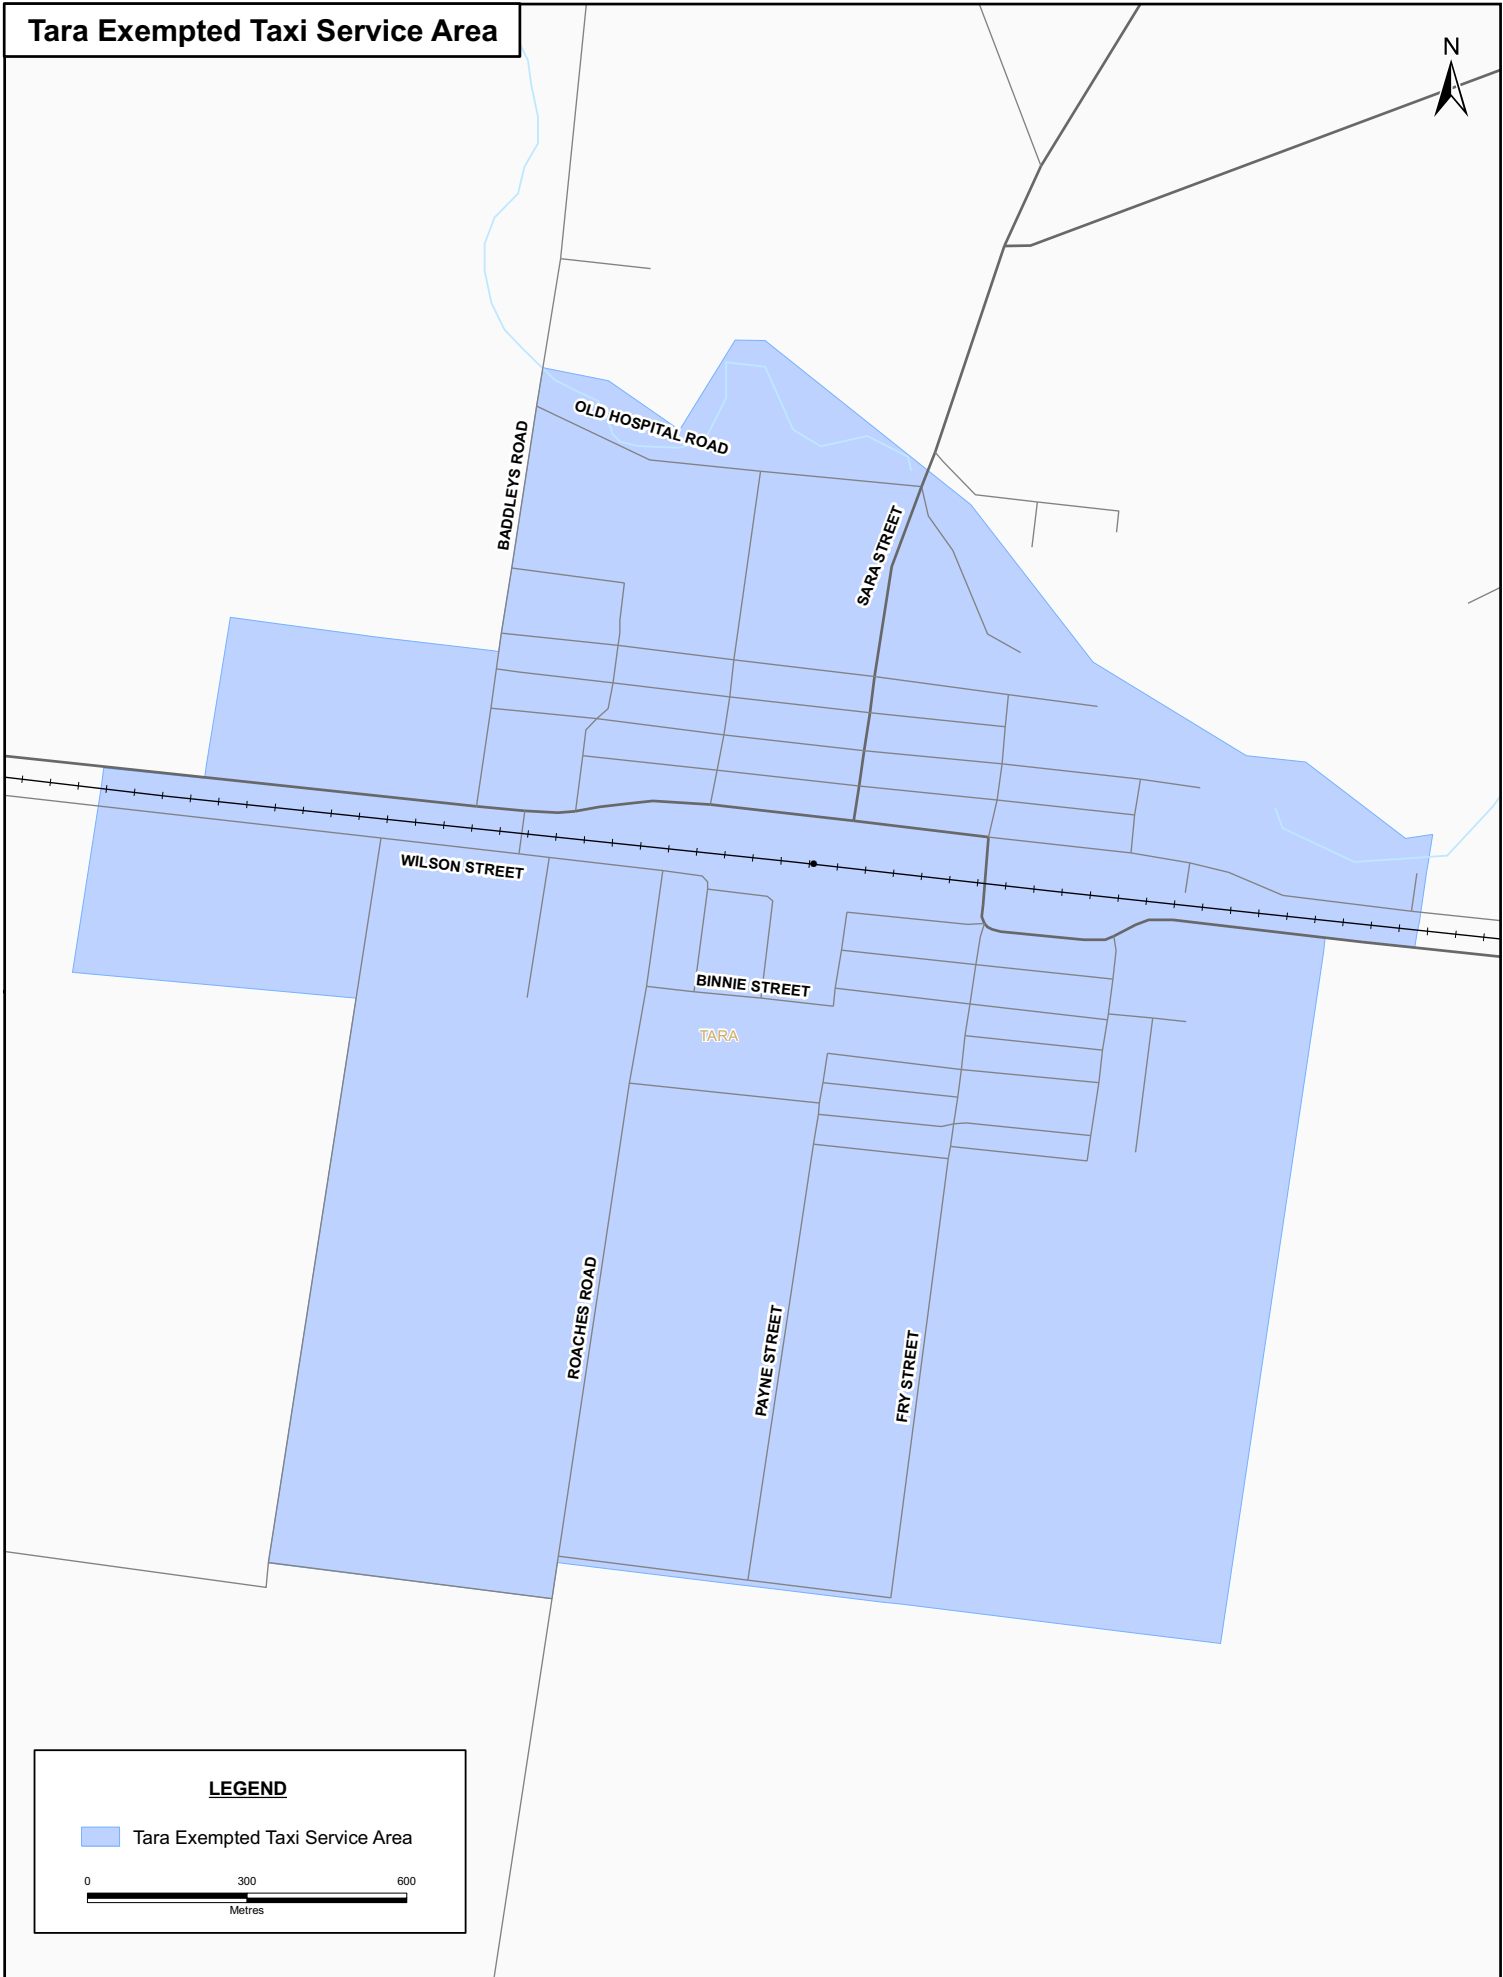 Tara Exempted Taxi Service Area
N
OLD HOSPITAL ROAD
BADDLEYS ROAD
SARA STREET
WILSON STREET
BINNIE STREET
TARA
ROACHES ROAD
PAYNE STREET
FRY STREET
LEGEND
Tara Exempted Taxi Service Area
0 300 600
Metres